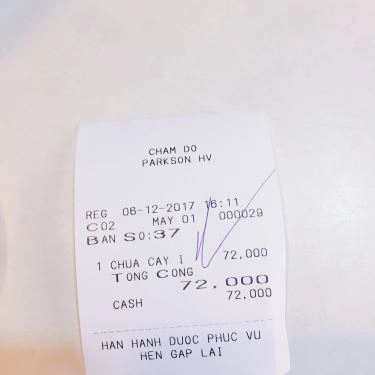 CHAM DO
PARKSON HV
REG 06-12-2017 16:11
C02 MAY 01 000029
BAN SO:37
1 CHUA CAY I 72,000
TONG CONG
72,000
CASH 72,000
HAN HANH DUOC PHUC VU
HEN GAP LAI